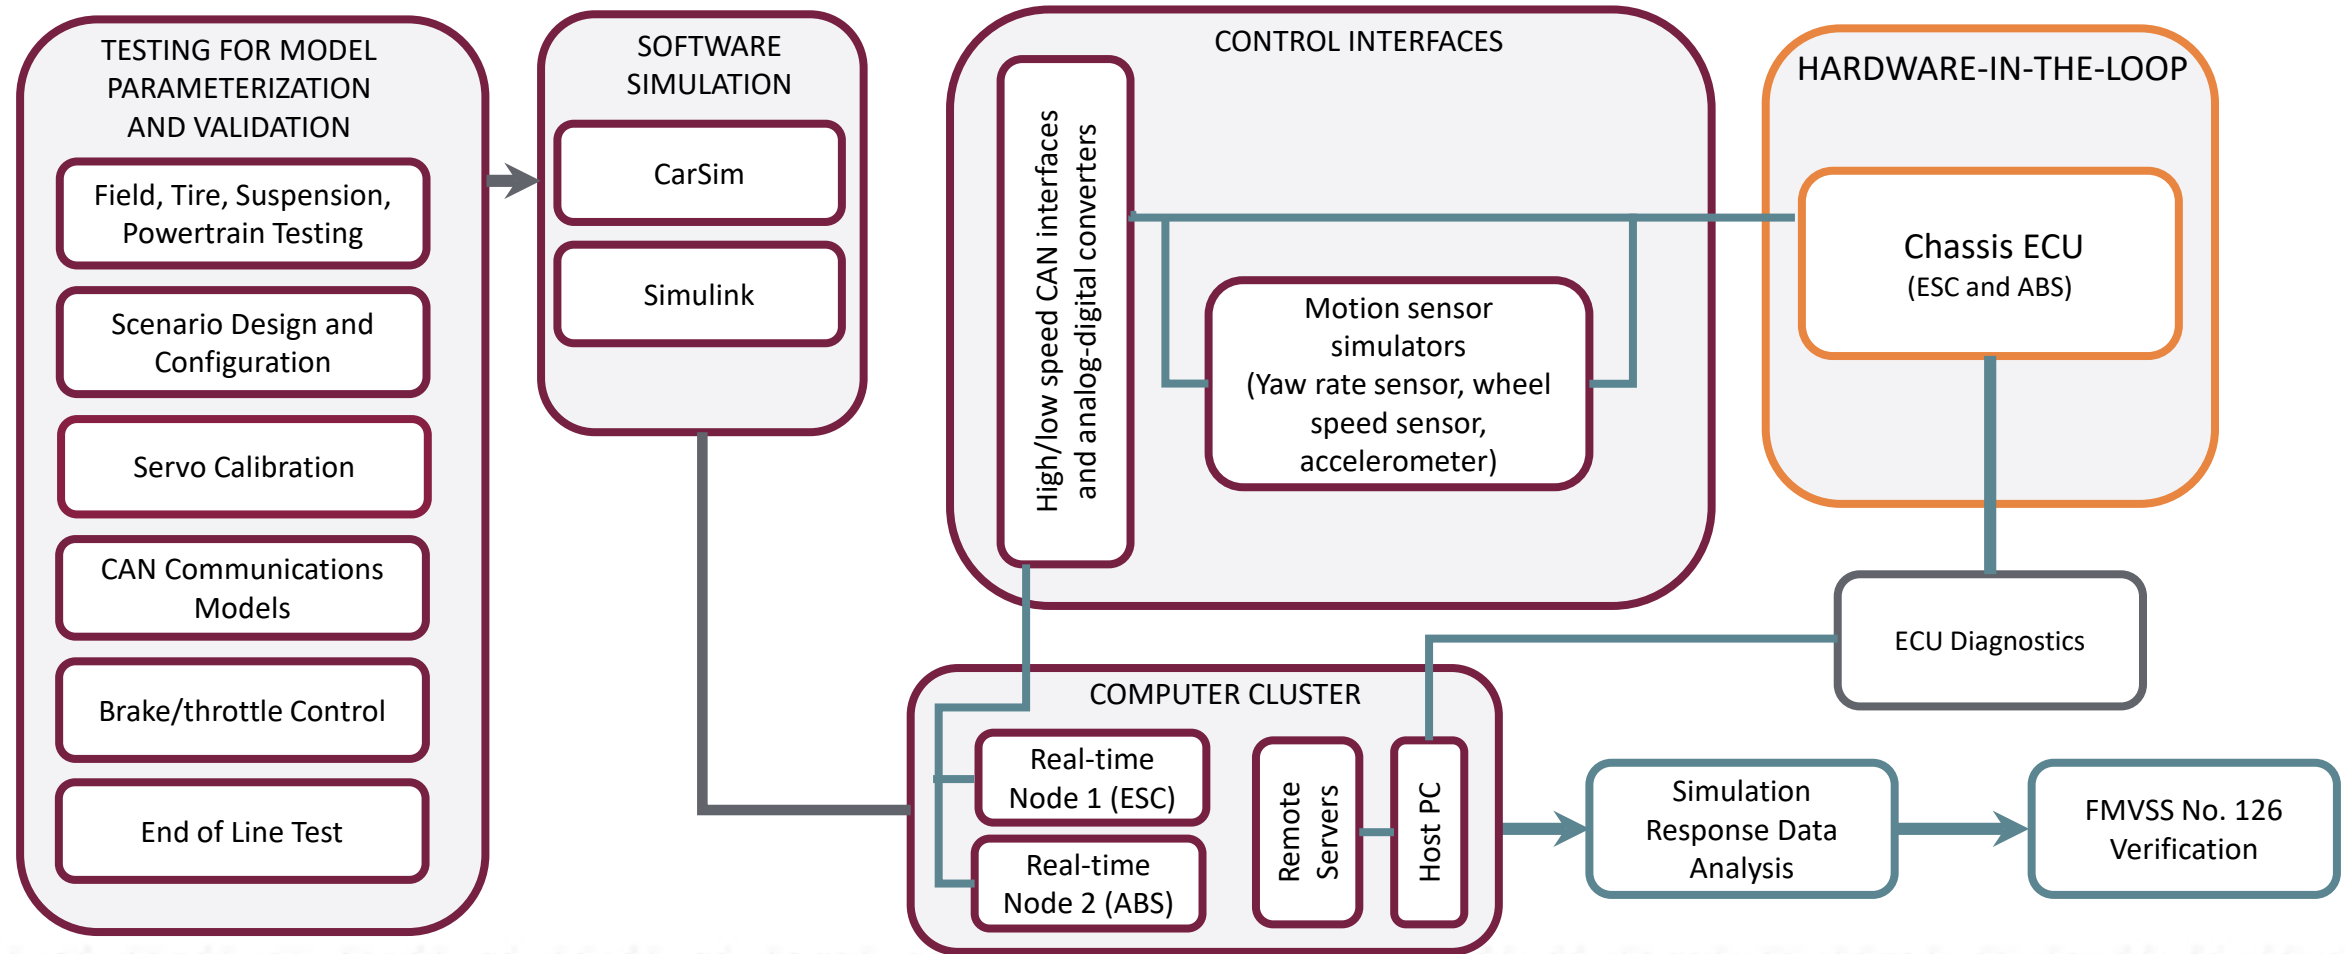 TESTING FOR MODEL
PARAMETERIZATION
AND VALIDATION
Field, Tire, Suspension,
Powertrain Testing
Scenario Design and
Configuration
Servo Calibration
CAN Communications
Models
Brake/throttle Control
End of Line Test
SOFTWARE
SIMULATION
CarSim
Simulink
CONTROL INTERFACES
High/low speed CAN interfaces
and analog-digital converters
Motion sensor
simulators
(Yaw rate sensor, wheel
speed sensor,
accelerometer)
HARDWARE-IN-THE-LOOP
Chassis ECU
(ESC and ABS)
ECU Diagnostics
COMPUTER CLUSTER
Real-time
Node 1 (ESC)
Real-time
Node 2 (ABS)
Remote
Servers
Host PC
Simulation
Response Data
Analysis
FMVSS No. 126
Verification